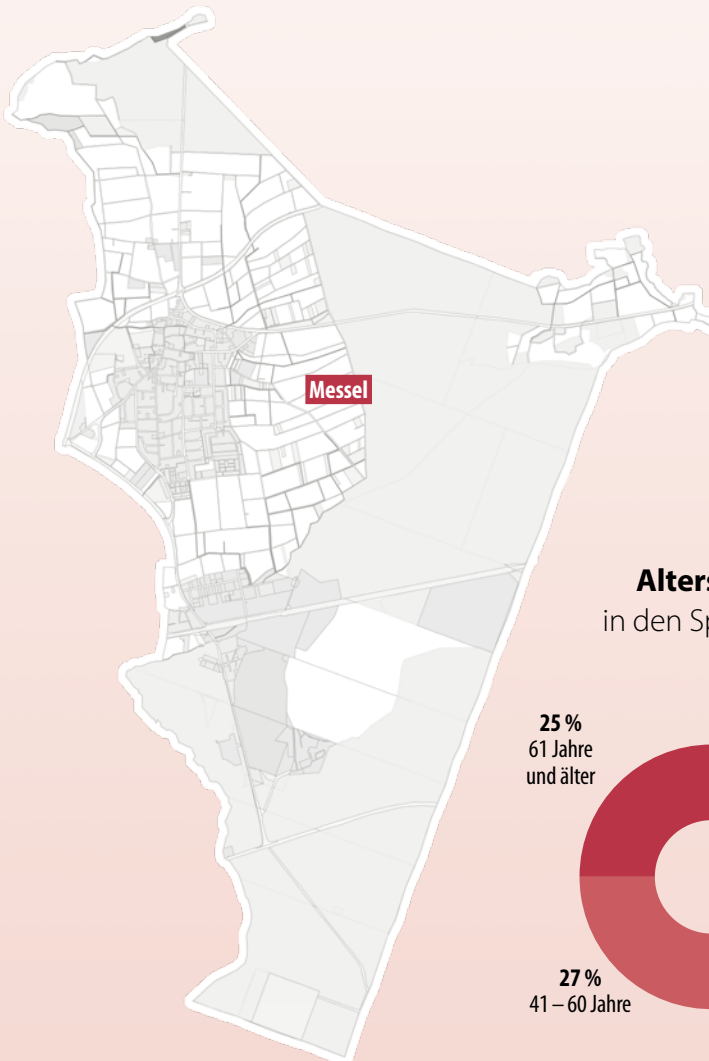 Messel
Alters
in den Sp
25 %
61 Jahre
und älter
27 %
41 – 60 Jahre